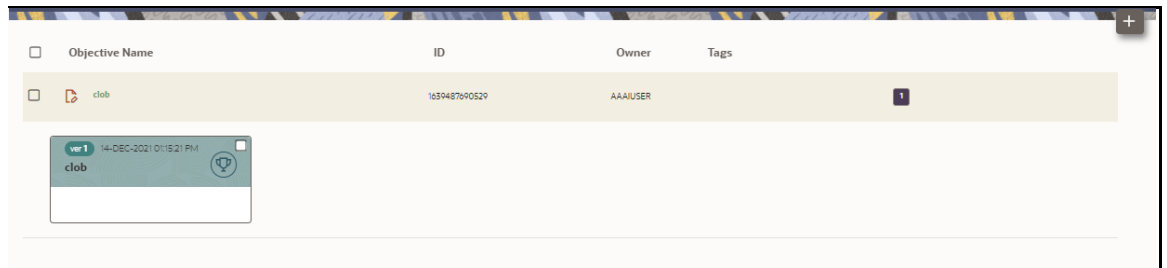 +
Objective Name ID Owner Tags
clob 1639487690529 AAAIUSER 1
ver 1 14-DEC-2021 01:15:21 PM
clob